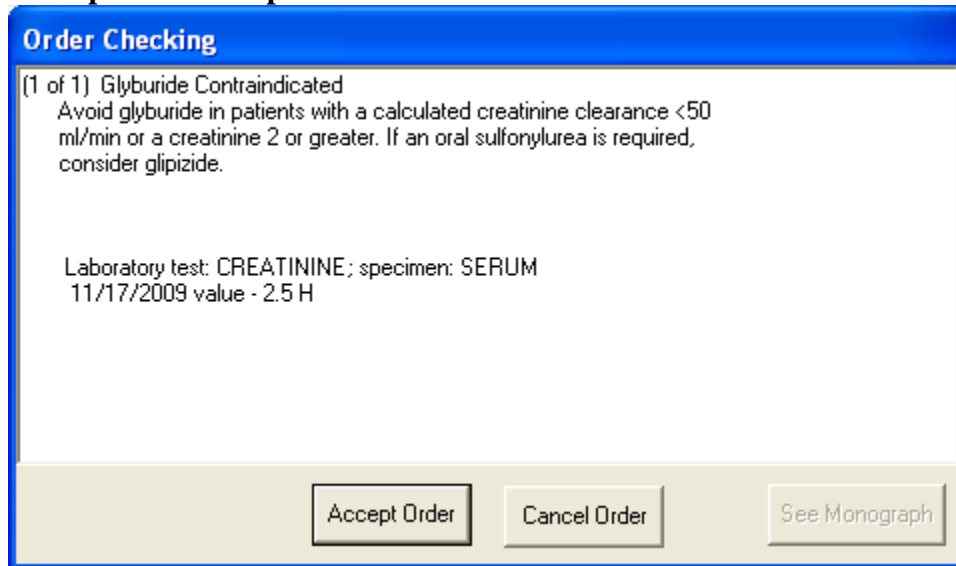 Order Checking
(1 of 1) Glyburide Contraindicated
Avoid glyburide in patients with a calculated creatinine clearance <50
ml/min or a creatinine 2 or greater. If an oral sulfonylurea is required,
consider glipizide.
Laboratory test: CREATININE; specimen: SERUM
11/17/2009 value - 2.5 H
Accept Order Cancel Order See Monograph